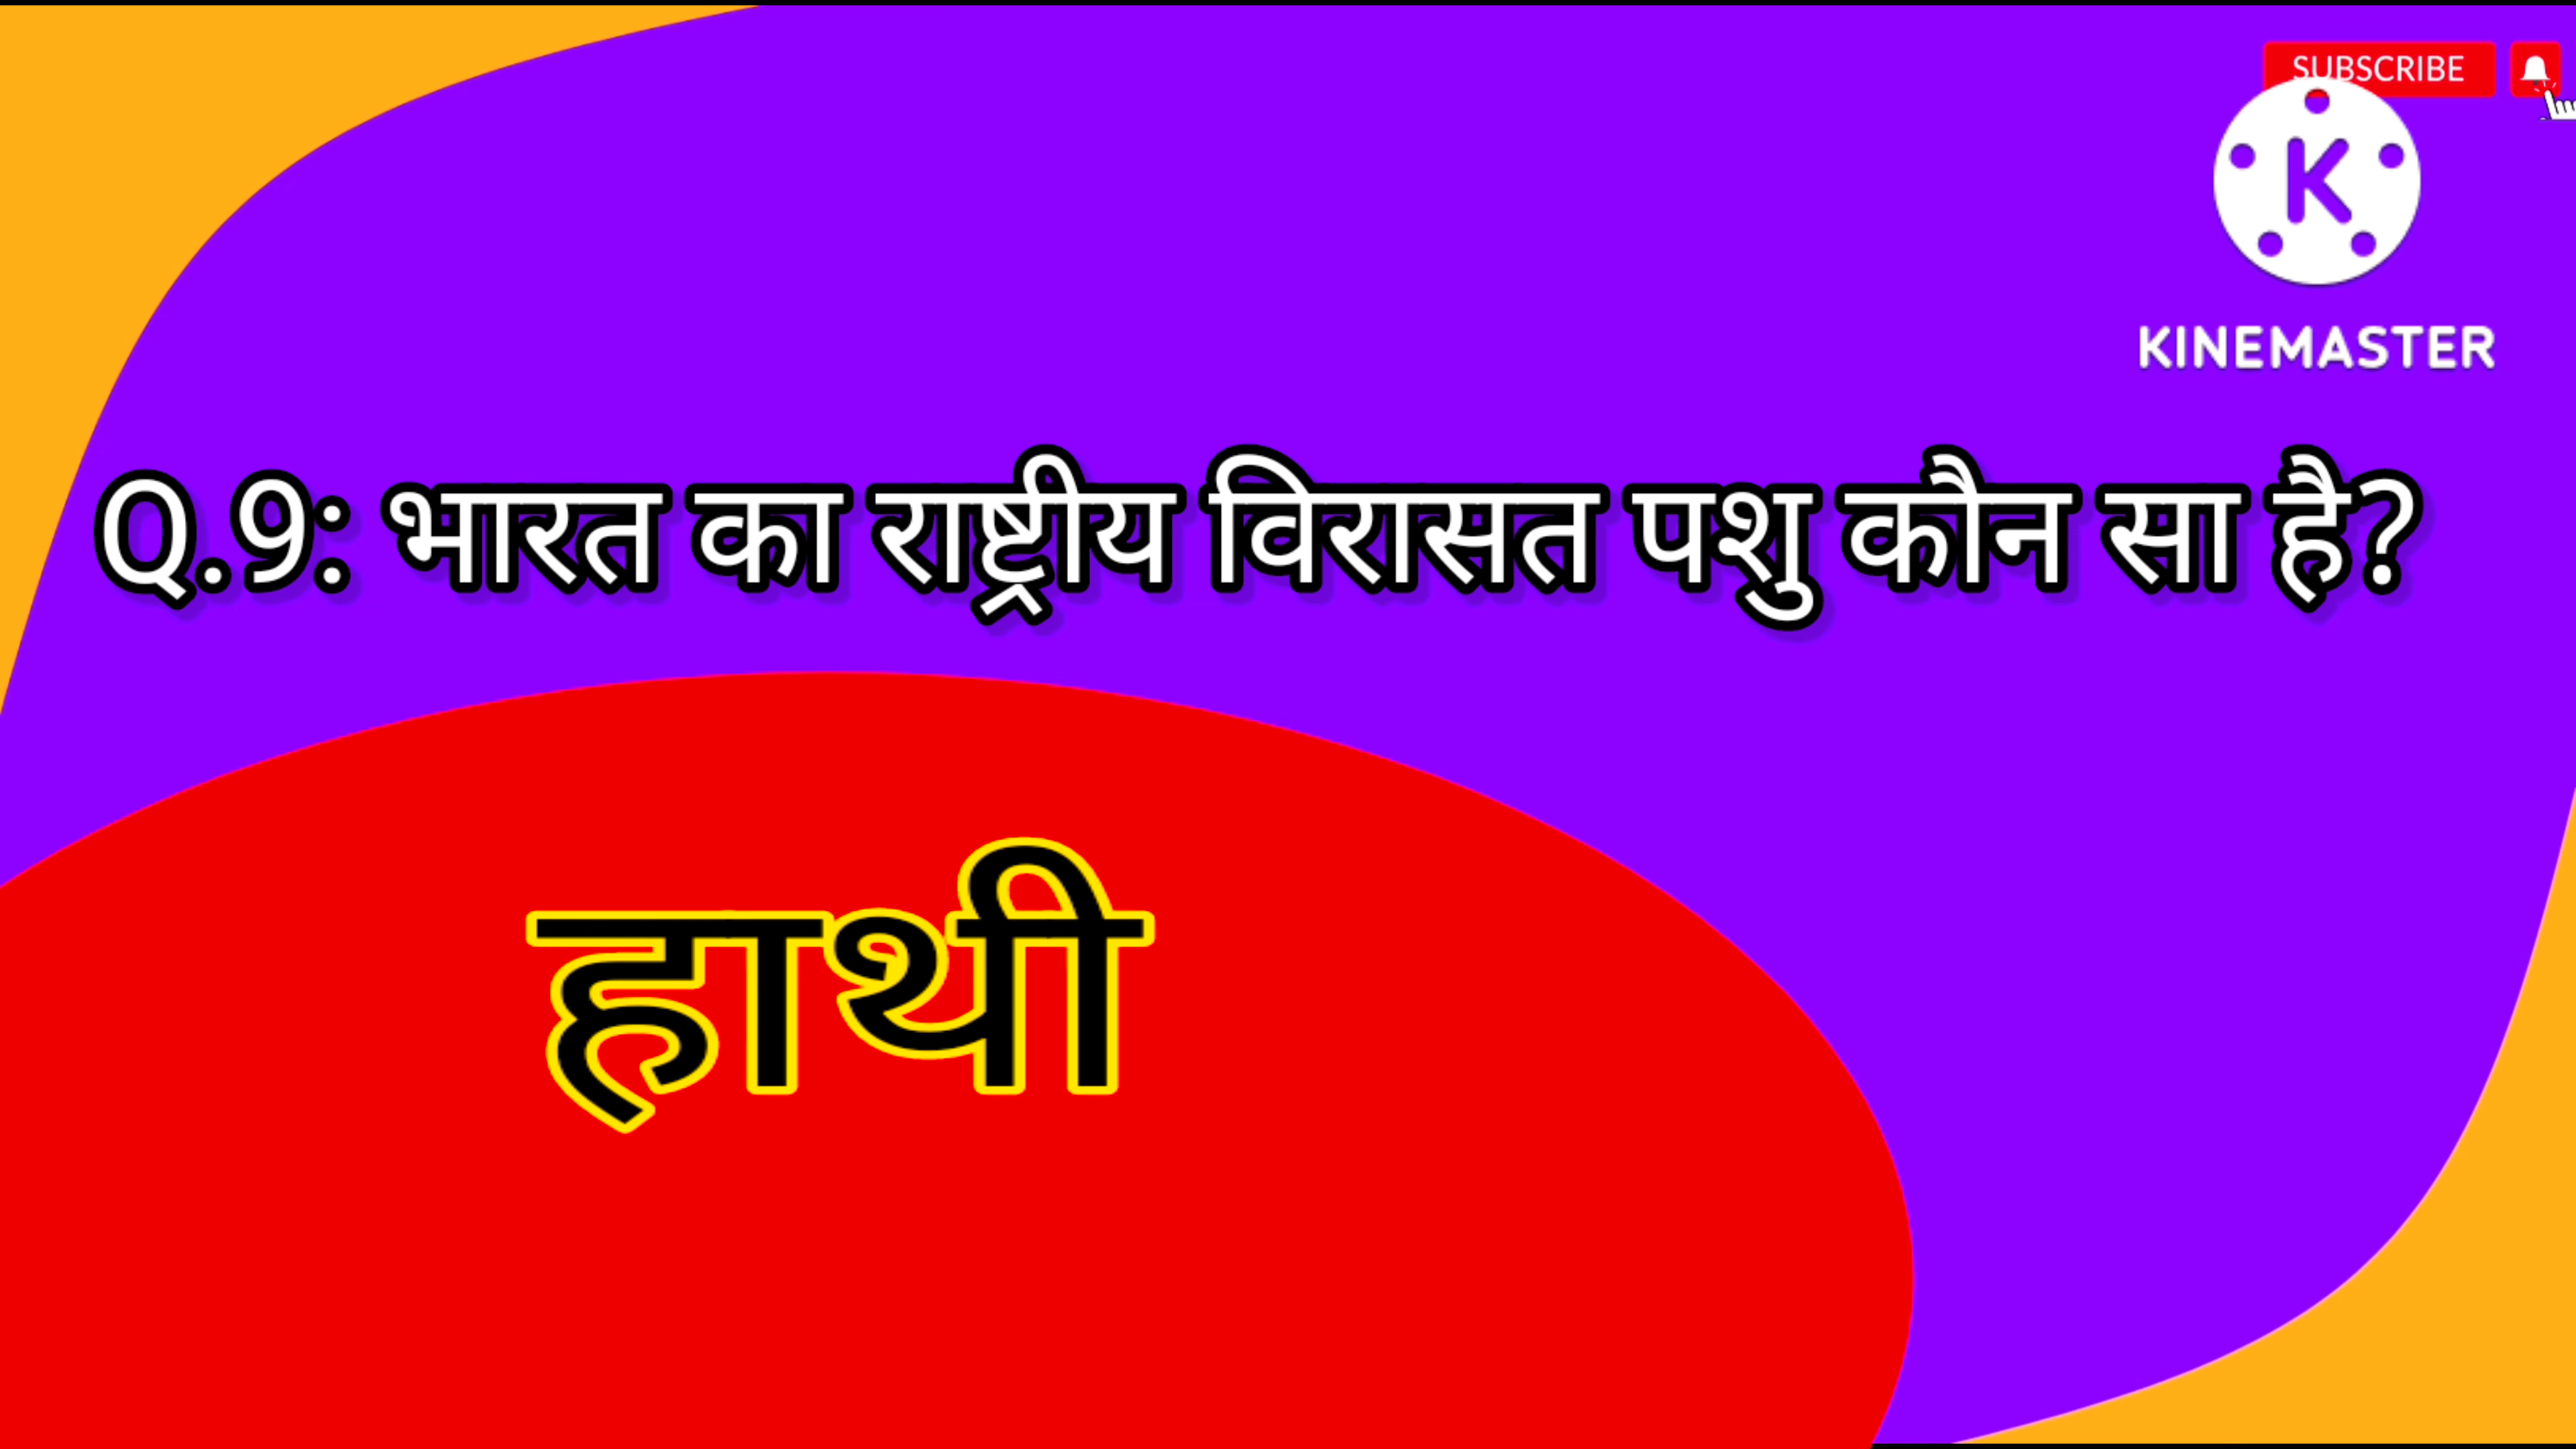 SUBSCRIBE
K
KINEMASTER
Q.9: भारत का राष्ट्रीय विरासत पशु कौन सा है?
हाथी